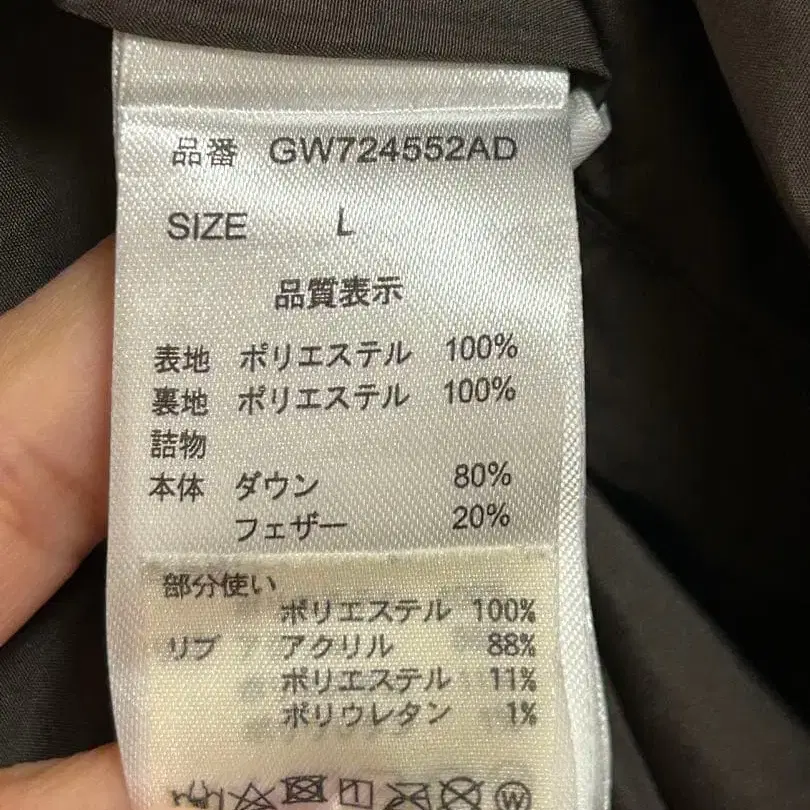 品番 GW724552AD
SIZE L
品質表示
表地 ポリエステル 100%
裏地 ポリエステル 100%
詰物
本体 ダウン 80%
フェザー 20%
部分使い
ポリエステル 100%
リブ アクリル 88%
ポリエステル 11%
ポリウレタン 1%
W